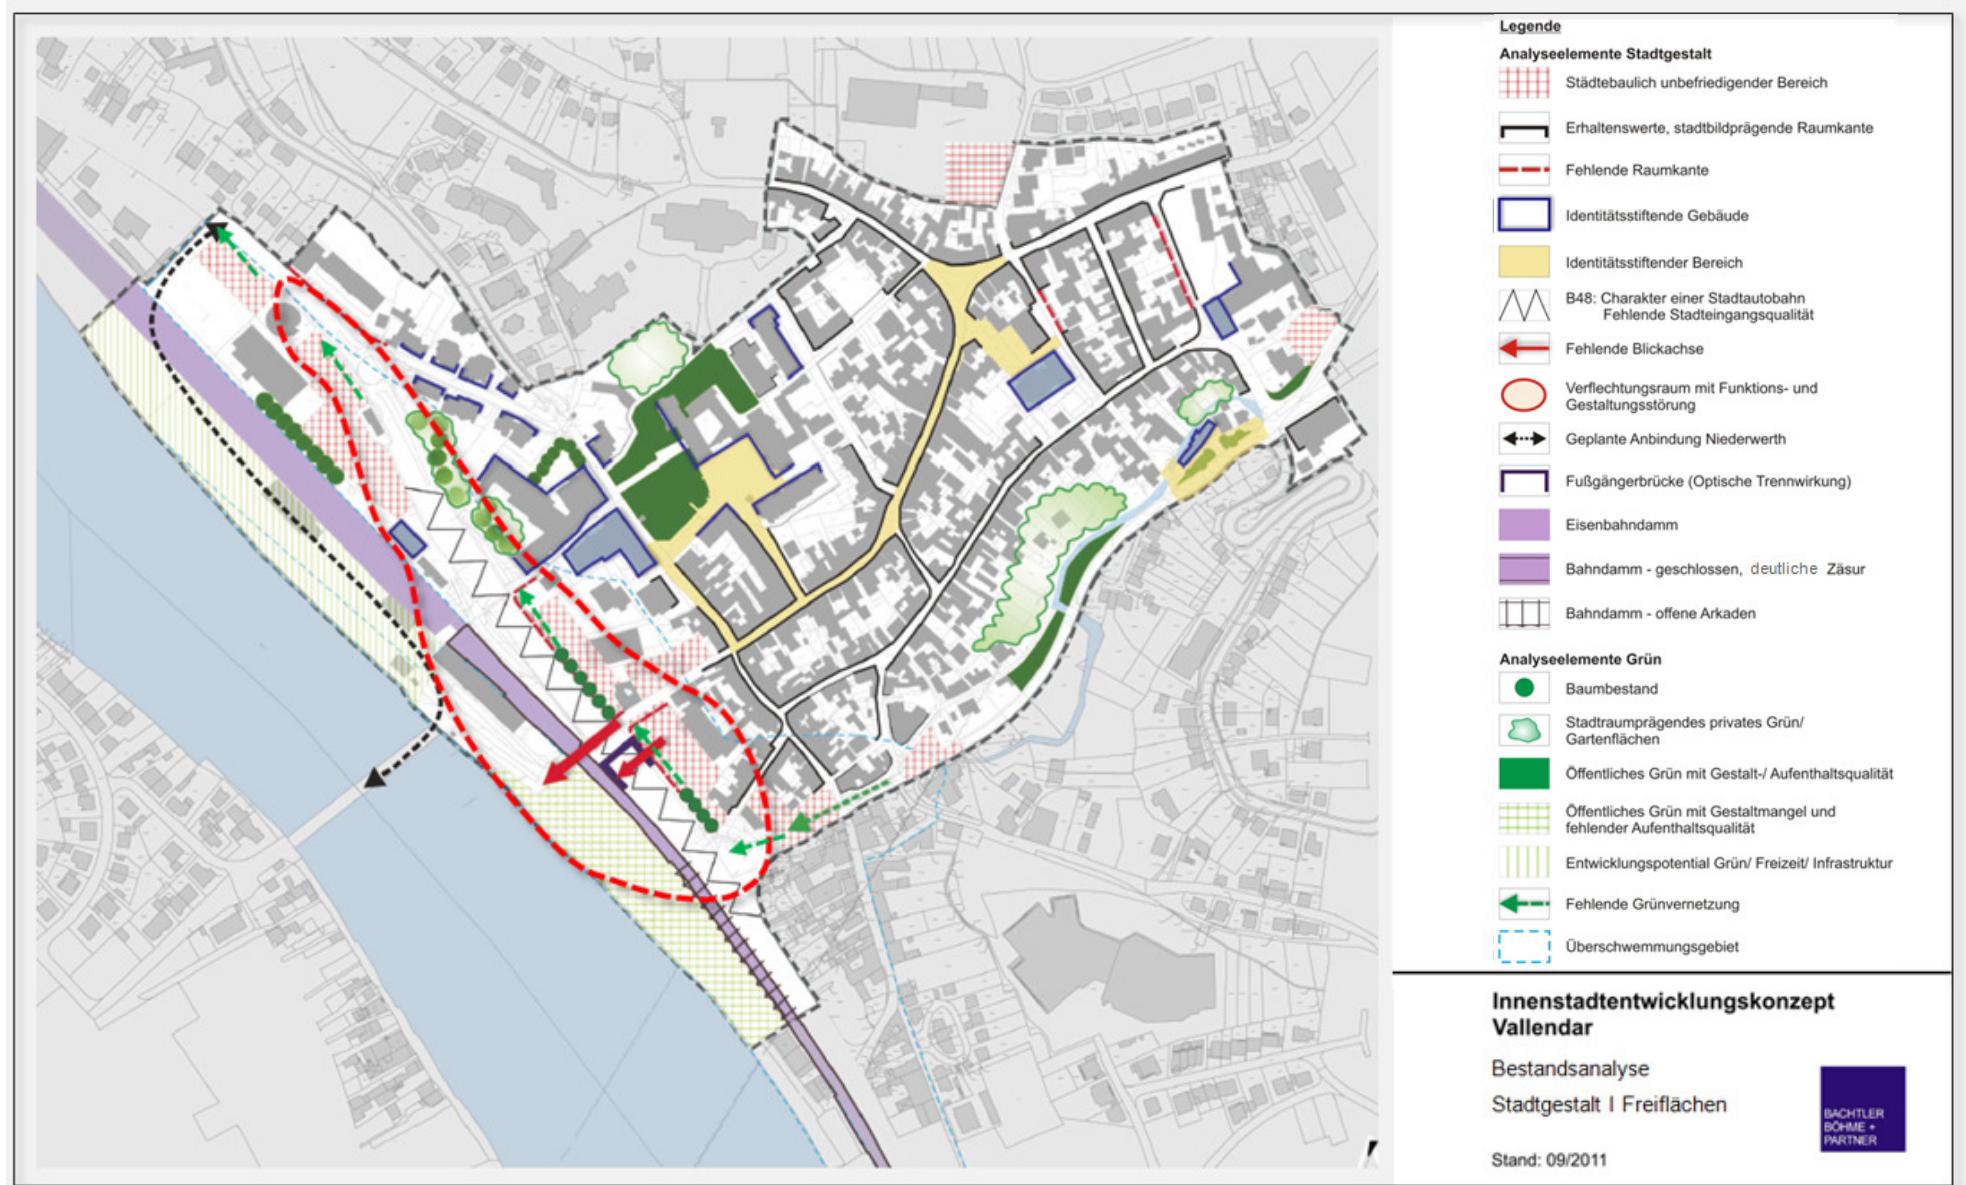 Legende
Analyseelemente Stadtgestalt
Städtebaulich unbefriedigender Bereich
Erhaltenswerte, stadtbildprägende Raumkante
Fehlende Raumkante
Identitätsstiftende Gebäude
Identitätsstiftender Bereich
B48: Charakter einer Stadtautobahn
Fehlende Stadteingangsqualität
Fehlende Blickachse
Verflechtungsraum mit Funktions- und
Gestaltungsstörung
Geplante Anbindung Niederwerth
Fußgängerbrücke (Optische Trennwirkung)
Eisenbahndamm
Bahndamm - geschlossen, deutliche Zäsur
Bahndamm - offene Arkaden
Analyseelemente Grün
Baumbestand
Stadtraumprägendes privates Grün/
Gartenflächen
Öffentliches Grün mit Gestalt-/ Aufenthaltsqualität
Öffentliches Grün mit Gestaltmangel und
fehlender Aufenthaltsqualität
Entwicklungspotential Grün/ Freizeit/ Infrastruktur
Fehlende Grünvernetzung
Überschwemmungsgebiet
Innenstadtentwicklungskonzept
Vallendar
Bestandsanalyse
Stadtgestalt I Freiflächen
Stand: 09/2011
BACHTLER
BÖHME +
PARTNER